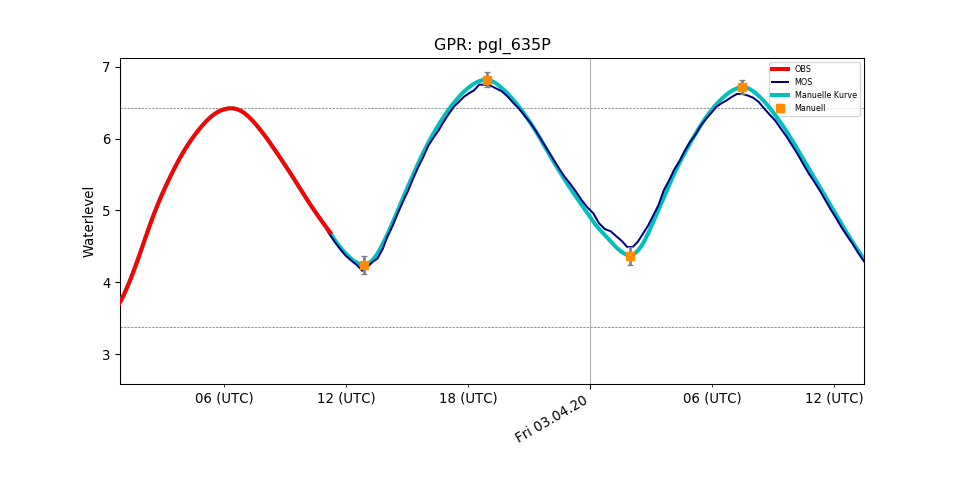 GPR: pgl_635P
7
6
5
4
3
Waterlevel
OBS
MOS
Manuelle Kurve
Manuell
06 (UTC)
12 (UTC)
18 (UTC)
Fri 03.04.20
06 (UTC)
12 (UTC)